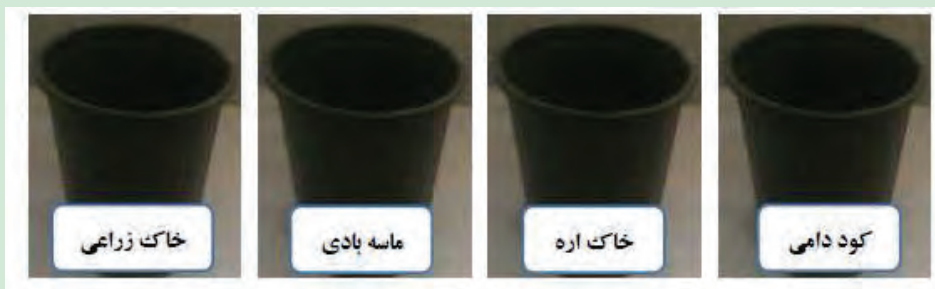 کود دامی
خاک اره
ماسه بادی
خاک زراعی